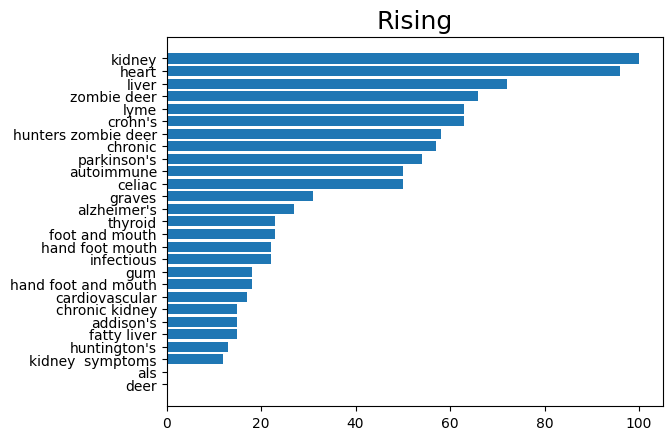 Rising
kidney
heart
liver
zombie deer
lyme
crohn's
hunters zombie deer
chronic
parkinson's
autoimmune
celiac
graves
alzheimer's
thyroid
foot and mouth
hand foot mouth
infectious
gum
hand foot and mouth
cardiovascular
chronic kidney
addison's
fatty liver
huntington's
kidney  symptoms
als
deer
0 20 40 60 80 100